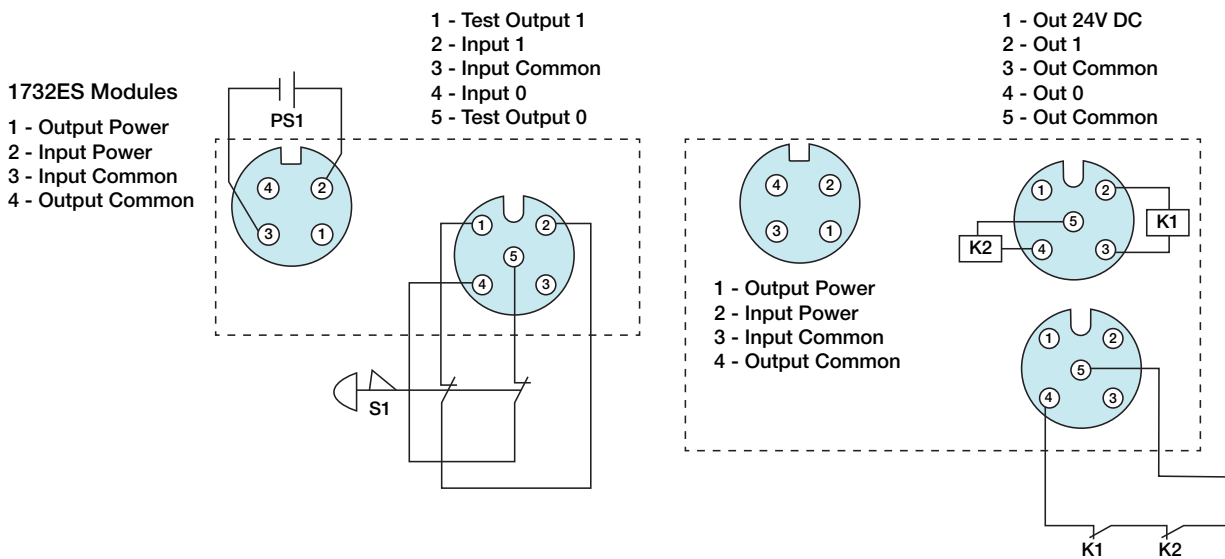 1732ES Modules
1 - Output Power
2 - Input Power
3 - Input Common
4 - Output Common
PS1
4
2
3
1
1 - Test Output 1
2 - Input 1
3 - Input Common
4 - Input 0
5 - Test Output 0
1
2
5
4
3
S1
4
2
3
1
1 - Output Power
2 - Input Power
3 - Input Common
4 - Output Common
1 - Out 24V DC
2 - Out 1
3 - Out Common
4 - Out 0
5 - Out Common
1
2
5
4
3
K2
K1
1
2
5
4
3
K1
K2